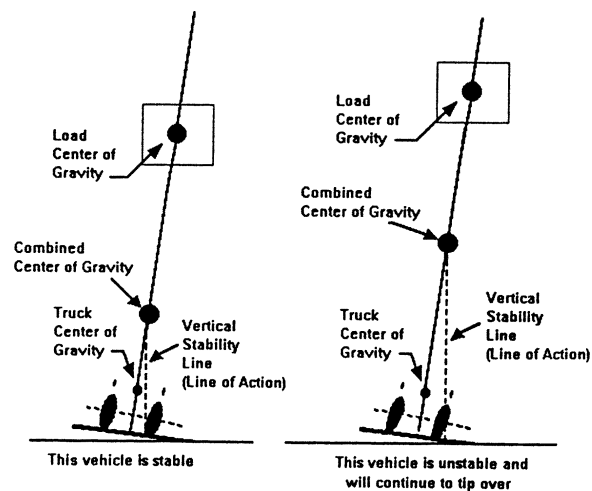 Load
Center of
Gravity
Combined
Center of Gravity
Truck
Center of
Gravity
Vertical
Stability
Line
(Line of Action)
This vehicle is stable
Load
Center of
Gravity
Combined
Center of Gravity
Truck
Center of
Gravity
Vertical
Stability
Line
(Line of Action)
This vehicle is unstable and
will continue to tip over